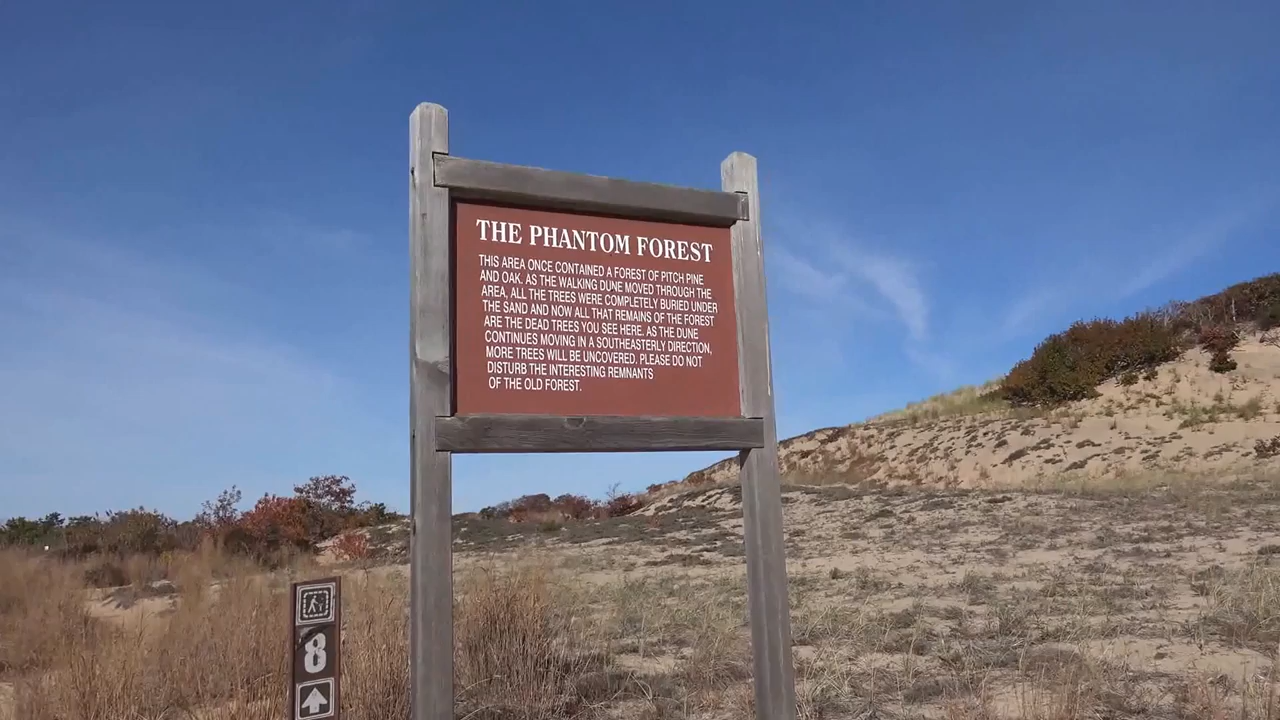 THE PHANTOM FOREST
THIS AREA ONCE CONTAINED A FOREST OF PITCH PINE
AND OAK. AS THE WALKING DUNE MOVED THROUGH THE
AREA, ALL THE TREES WERE COMPLETELY BURIED UNDER
THE SAND AND NOW ALL THAT REMAINS OF THE FOREST
ARE THE DEAD TREES YOU SEE HERE. AS THE DUNE
CONTINUES MOVING IN A SOUTHEASTERLY DIRECTION,
MORE TREES WILL BE UNCOVERED. PLEASE DO NOT
DISTURB THE INTERESTING REMNANTS
OF THE OLD FOREST.
8